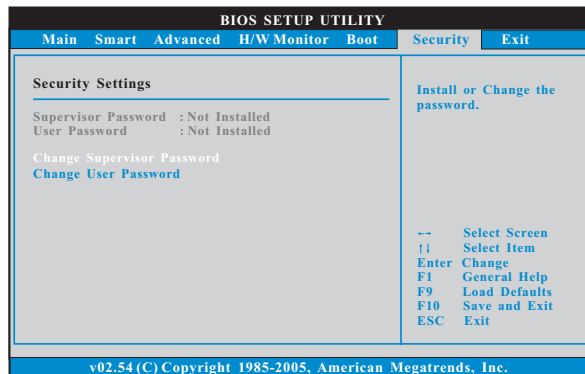 BIOS SETUP UTILITY
Main Smart Advanced H/W Monitor Boot Security Exit
Security Settings
Supervisor Password : Not Installed
User Password : Not Installed
Change Supervisor Password
Change User Password
Install or Change the
password.
←→ Select Screen
↑↓ Select Item
Enter Change
F1 General Help
F9 Load Defaults
F10 Save and Exit
ESC Exit
v02.54 (C) Copyright 1985-2005, American Megatrends, Inc.